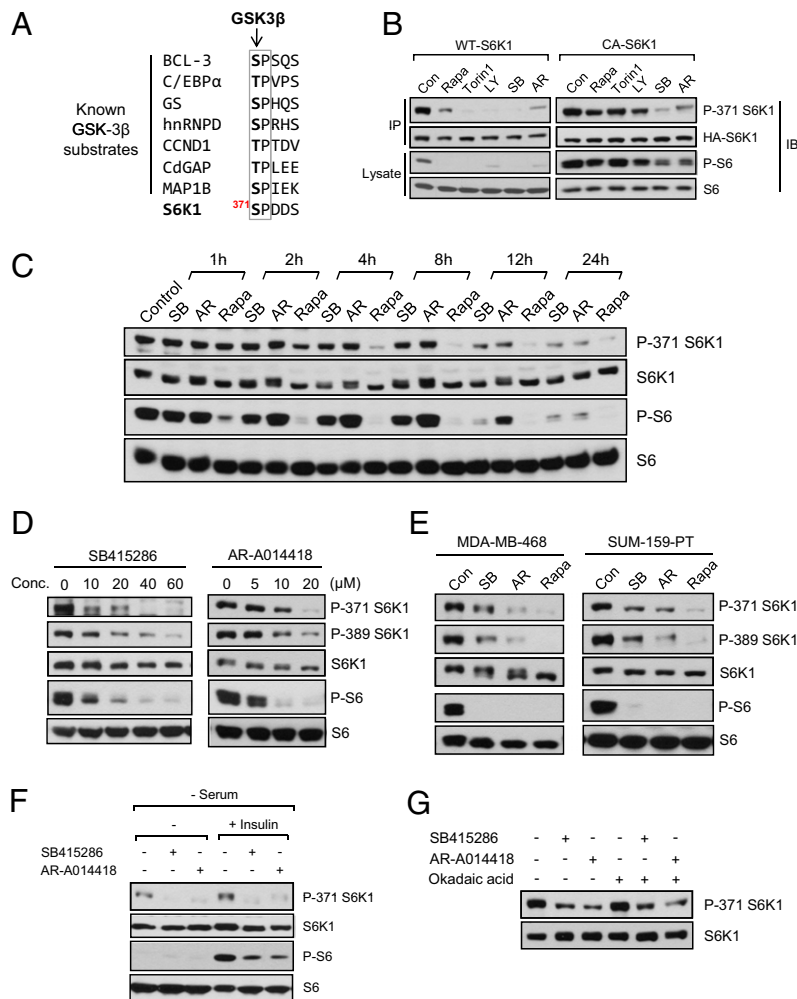 A
GSK3β
Known
GSK-3β
substrates
BCL-3 SPSQS
C/EBPα TPVPS
GS SPHQS
hnRNPD SPRHS
CCND1 TPTDV
CdGAP TPLEE
MAP1B SPIEK
S6K1 371SPDDS
B
WT-S6K1 CA-S6K1
Con Rapa Torin1 LY SB AR Con Rapa Torin1 LY SB AR
IP P-371 S6K1
HA-S6K1
IB
Lysate P-S6
S6
C
1h 2h 4h 8h 12h 24h
Control SB AR Rapa SB AR Rapa SB AR Rapa SB AR Rapa SB AR Rapa SB AR Rapa
P-371 S6K1
S6K1
P-S6
S6
D
SB415286 AR-A014418
Conc. 0 10 20 40 60 0 5 10 20 (μM)
P-371 S6K1
P-389 S6K1
S6K1
P-S6
S6
E
MDA-MB-468 SUM-159-PT
Con SB AR Rapa Con SB AR Rapa
P-371 S6K1
P-389 S6K1
S6K1
P-S6
S6
F
- Serum
- + Insulin
SB415286 - + - - + -
AR-A014418 - - + - - +
P-371 S6K1
S6K1
P-S6
S6
G
SB415286 - + - - + -
AR-A014418 - - + - - +
Okadaic acid - - - + + +
P-371 S6K1
S6K1